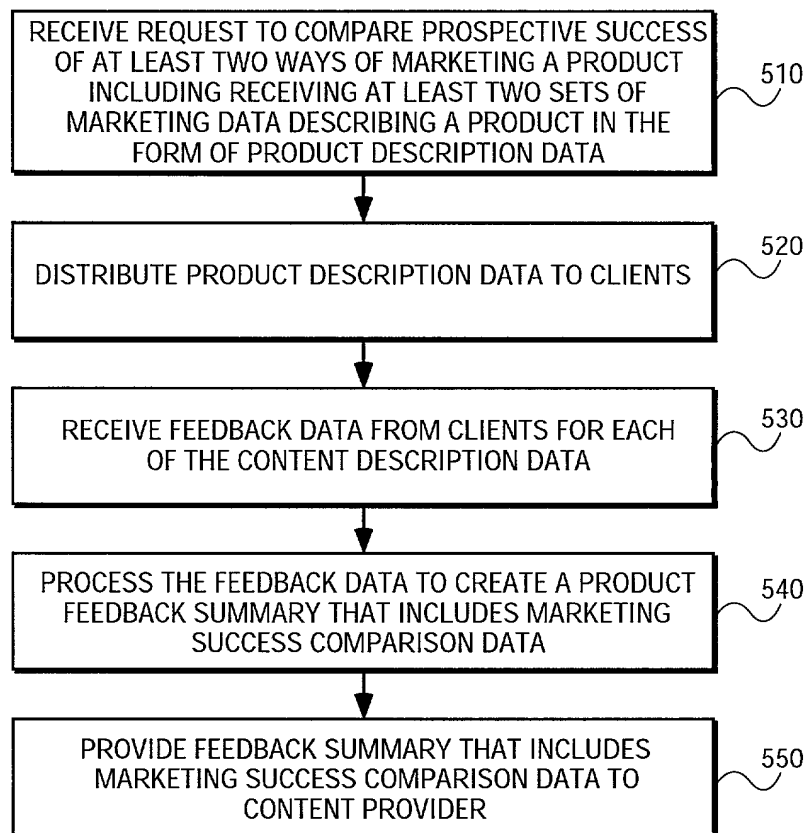 RECEIVE REQUEST TO COMPARE PROSPECTIVE SUCCESS
OF AT LEAST TWO WAYS OF MARKETING A PRODUCT
INCLUDING RECEIVING AT LEAST TWO SETS OF
MARKETING DATA DESCRIBING A PRODUCT IN THE
FORM OF PRODUCT DESCRIPTION DATA
510
DISTRIBUTE PRODUCT DESCRIPTION DATA TO CLIENTS
520
RECEIVE FEEDBACK DATA FROM CLIENTS FOR EACH
OF THE CONTENT DESCRIPTION DATA
530
PROCESS THE FEEDBACK DATA TO CREATE A PRODUCT
FEEDBACK SUMMARY THAT INCLUDES MARKETING
SUCCESS COMPARISON DATA
540
PROVIDE FEEDBACK SUMMARY THAT INCLUDES
MARKETING SUCCESS COMPARISON DATA TO
CONTENT PROVIDER
550